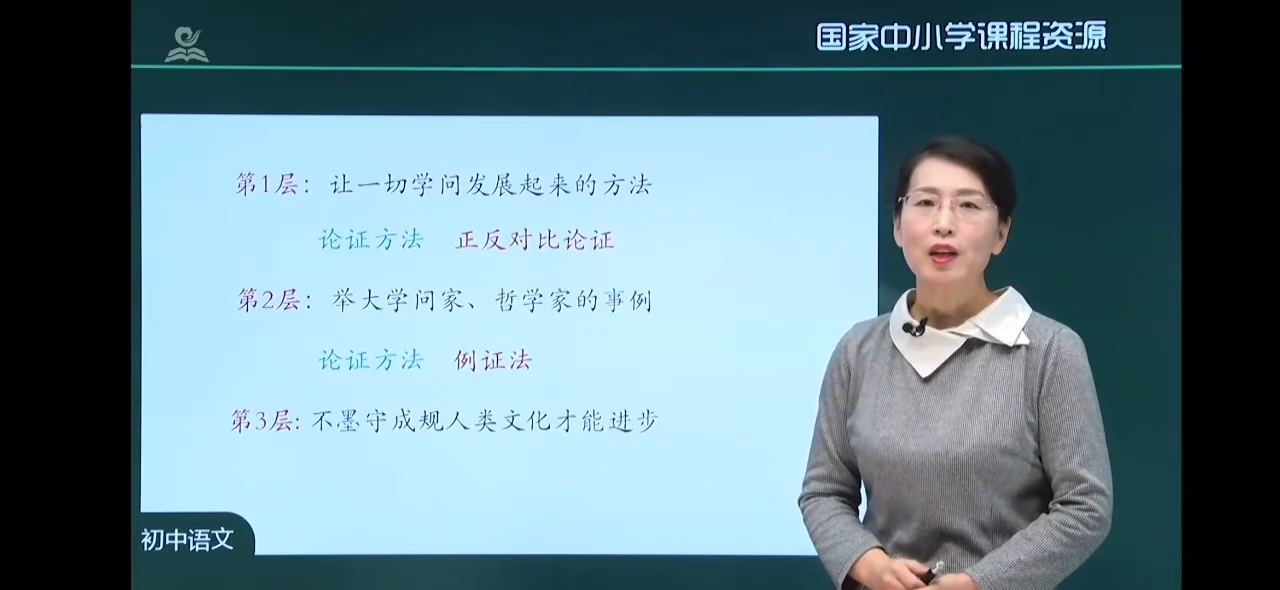 国家中小学课程资源
第1层：让一切学问发展起来的方法
论证方法 正反对比论证
第2层：举大学问家、哲学家的事例
论证方法 例证法
第3层:不墨守成规人类文化才能进步
初中语文